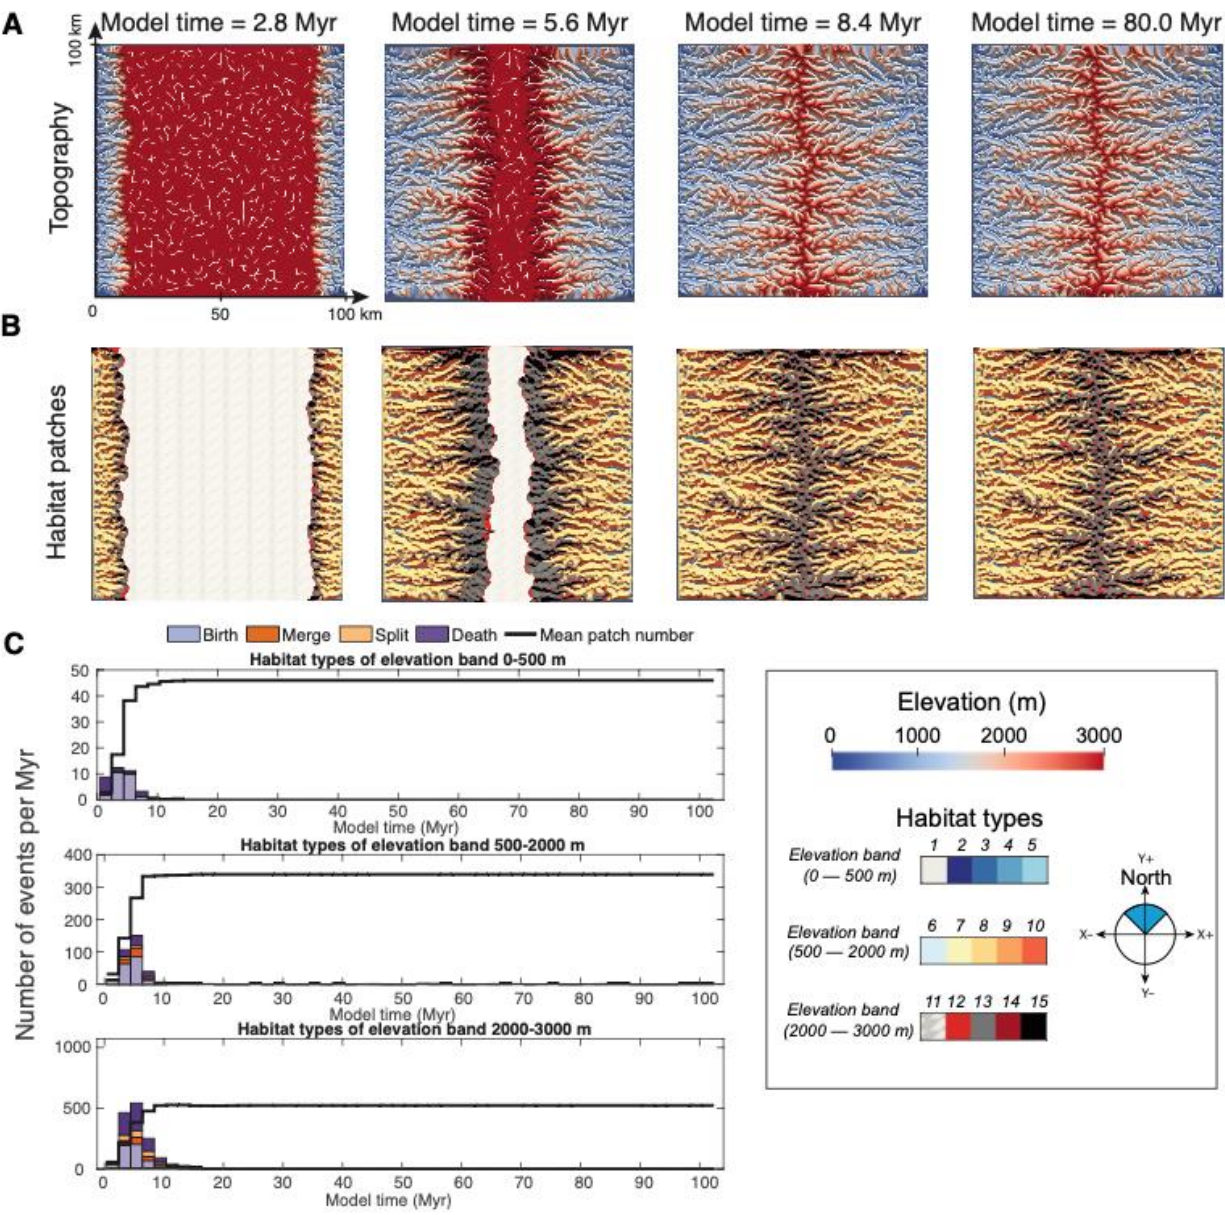 A
Model time = 2.8 Myr
Model time = 5.6 Myr
Model time = 8.4 Myr
Model time = 80.0 Myr
100 km
Topography
0
50
100 km
B
Habitat patches
C
Birth Merge Split Death Mean patch number
Number of events per Myr
Habitat types of elevation band 0-500 m
50
40
30
20
10
0
0 10 20 30 40 50 60 70 80 90 100
Model time (Myr)
Habitat types of elevation band 500-2000 m
400
300
200
100
0
0 10 20 30 40 50 60 70 80 90 100
Model time (Myr)
Habitat types of elevation band 2000-3000 m
1000
500
0
0 10 20 30 40 50 60 70 80 90 100
Model time (Myr)
Elevation (m)
0 1000 2000 3000
Habitat types
Elevation band
(0 — 500 m)
1 2 3 4 5
Elevation band
(500 — 2000 m)
6 7 8 9 10
Elevation band
(2000 — 3000 m)
11 12 13 14 15
Y+
North
X- X+
Y-